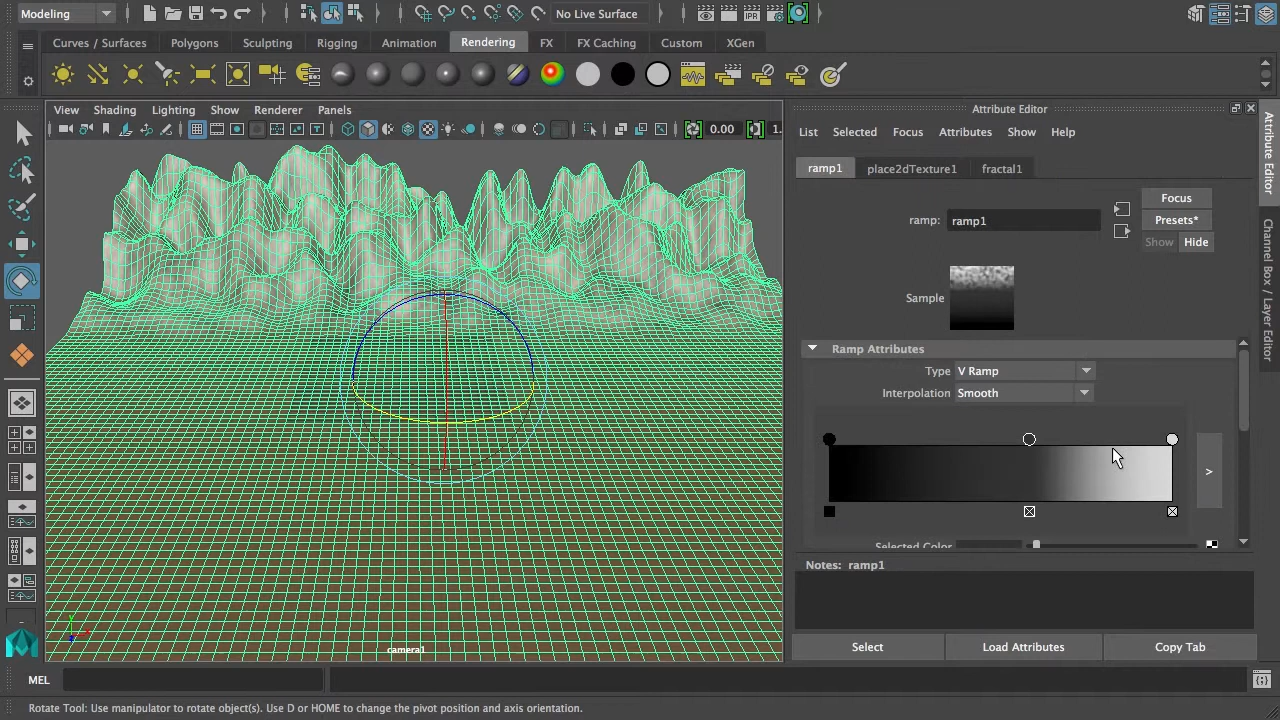 Modeling
No Live Surface
Curves / Surfaces Polygons Sculpting Rigging Animation Rendering FX FX Caching Custom XGen
IPR
View Shading Lighting Show Renderer Panels
0.00 1.
camera1
Attribute Editor
List Selected Focus Attributes Show Help
ramp1 place2dTexture1 fractal1
Focus
ramp: ramp1
Presets*
Show Hide
Sample
Ramp Attributes
Type V Ramp
Interpolation Smooth
>
Selected Color
Notes: ramp1
Select Load Attributes Copy Tab
Attribute Editor
Channel Box / Layer Editor
MEL
Rotate Tool: Use manipulator to rotate object(s). Use D or HOME to change the pivot position and axis orientation.